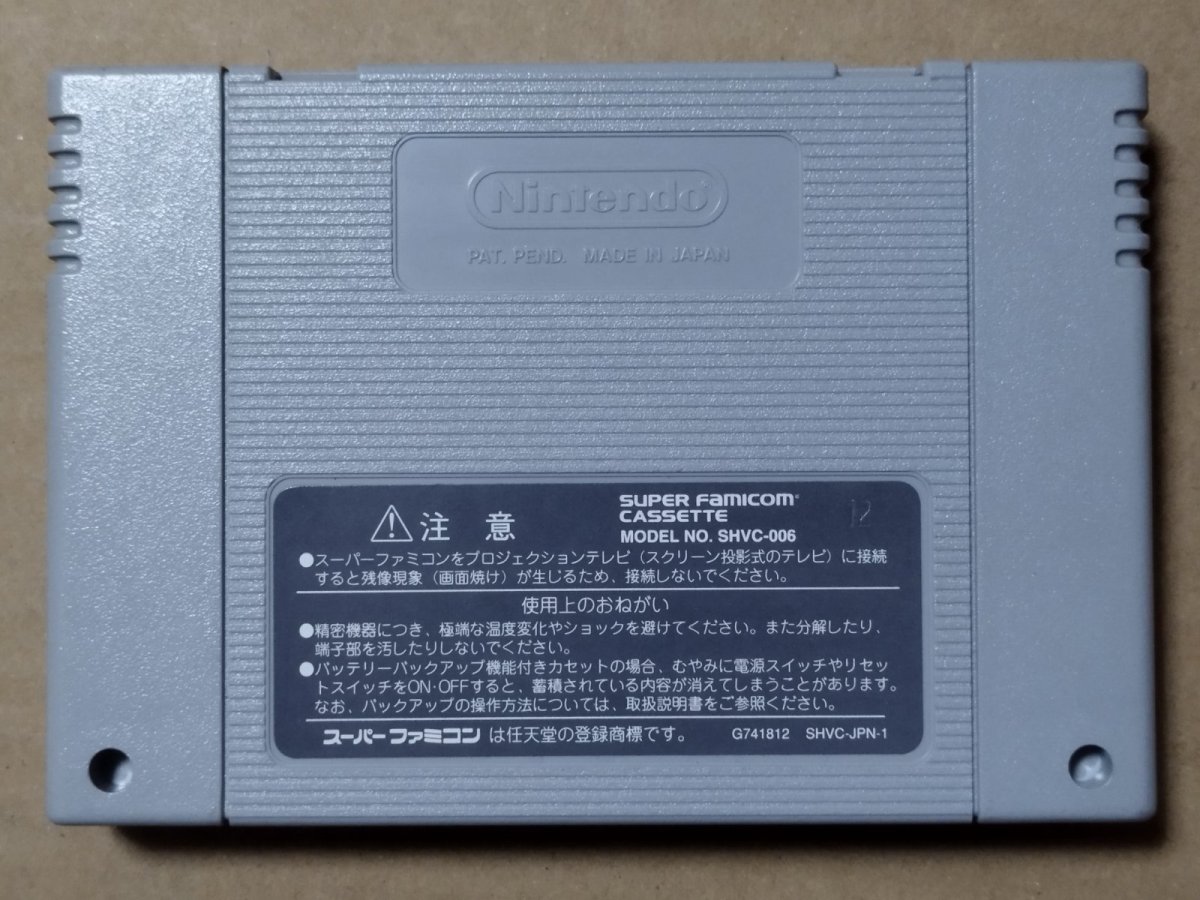 Nintendo®
PAT. PEND. MADE IN JAPAN
SUPER FAMICOM®
CASSETTE
注意
MODEL NO. SHVC-006
12
●スーパーファミコンをプロジェクションテレビ（スクリーン投影式のテレビ）に接続
すると残像現象（画面焼け）が生じるため、接続しないでください。
使用上のおねがい
●精密機器につき、極端な温度変化やショックを避けてください。また分解したり、
端子部を汚したりしないでください。
●バッテリーバックアップ機能付きカセットの場合、むやみに電源スイッチやリセッ
トスイッチをON·OFFすると、蓄積されている内容が消えてしまうことがあります。
なお、バックアップの操作方法については、取扱説明書をご参照ください。
スーパーファミコンは任天堂の登録商標です。 G741812 SHVC-JPN-1